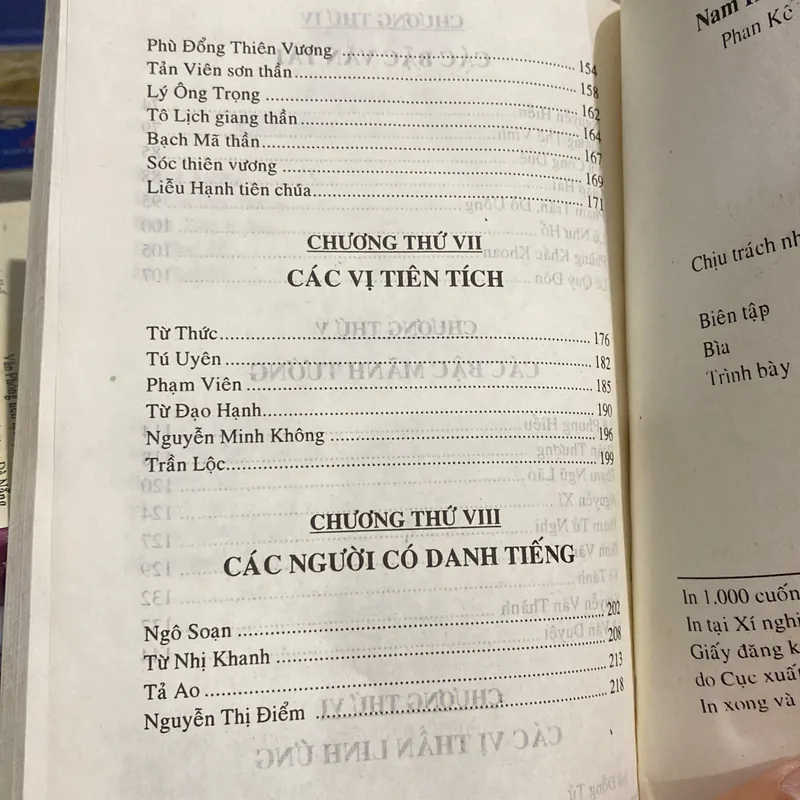 Phù Đổng Thiên Vương ........ 154
Tản Viên sơn thần ........ 158
Lý Ông Trọng ........ 162
Tô Lịch giang thần ........ 164
Bạch Mã thần ........ 167
Sóc thiên vương ........ 169
Liễu Hạnh tiên chúa ........ 171
CHƯƠNG THỨ VII
CÁC VỊ TIÊN TÍCH
Từ Thức ........ 176
Tú Uyên ........ 182
Phạm Viên ........ 185
Từ Đạo Hạnh ........ 190
Nguyễn Minh Không ........ 196
Trần Lộc ........ 199
CHƯƠNG THỨ VIII
CÁC NGƯỜI CÓ DANH TIẾNG
Ngô Soạn ........ 202
Từ Nhị Khanh ........ 208
Tả Ao ........ 213
Nguyễn Thị Điểm ........ 218
Nam
Phan Kế
Chịu trách
Biên tập
Bìa
Trình bày
In 1.000 cuốn
In tại Xí
Giấy đăng
do Cục xuất
In xong và